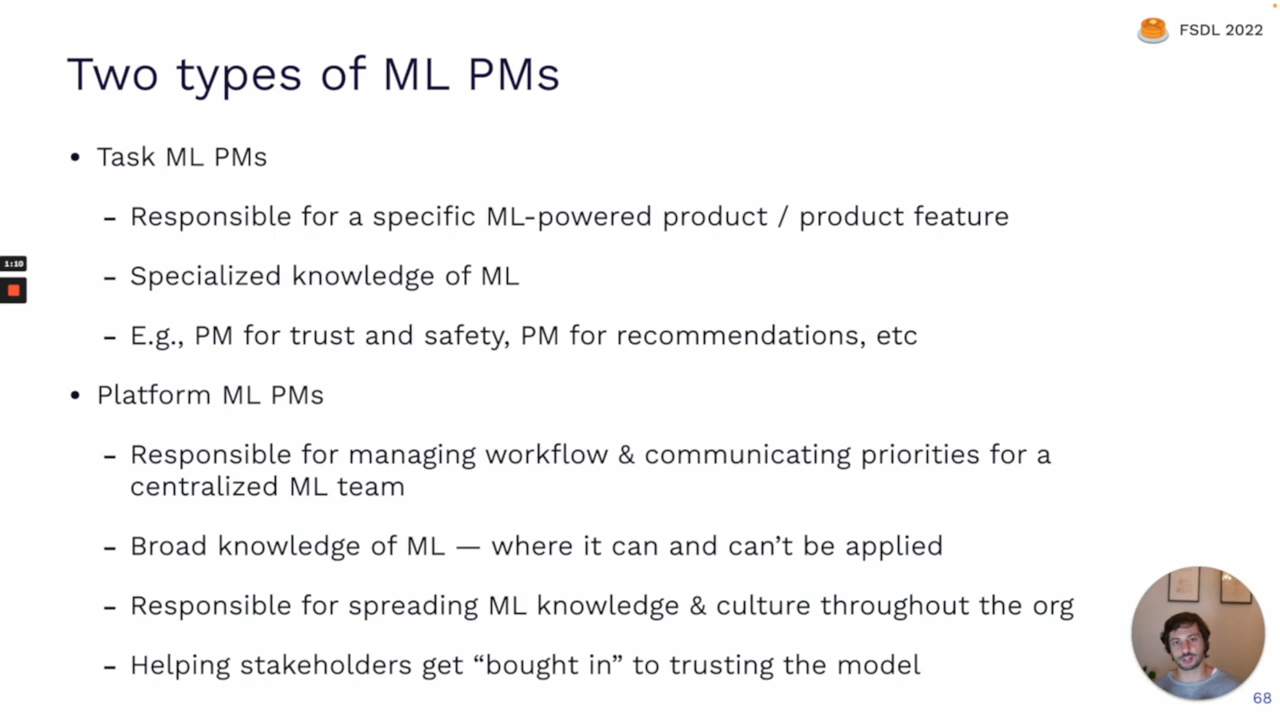 FSDL 2022
Two types of ML PMs
• Task ML PMs
– Responsible for a specific ML-powered product / product feature
– Specialized knowledge of ML
– E.g., PM for trust and safety, PM for recommendations, etc
• Platform ML PMs
– Responsible for managing workflow & communicating priorities for a
centralized ML team
– Broad knowledge of ML — where it can and can’t be applied
– Responsible for spreading ML knowledge & culture throughout the org
– Helping stakeholders get “bought in” to trusting the model
1:10
68